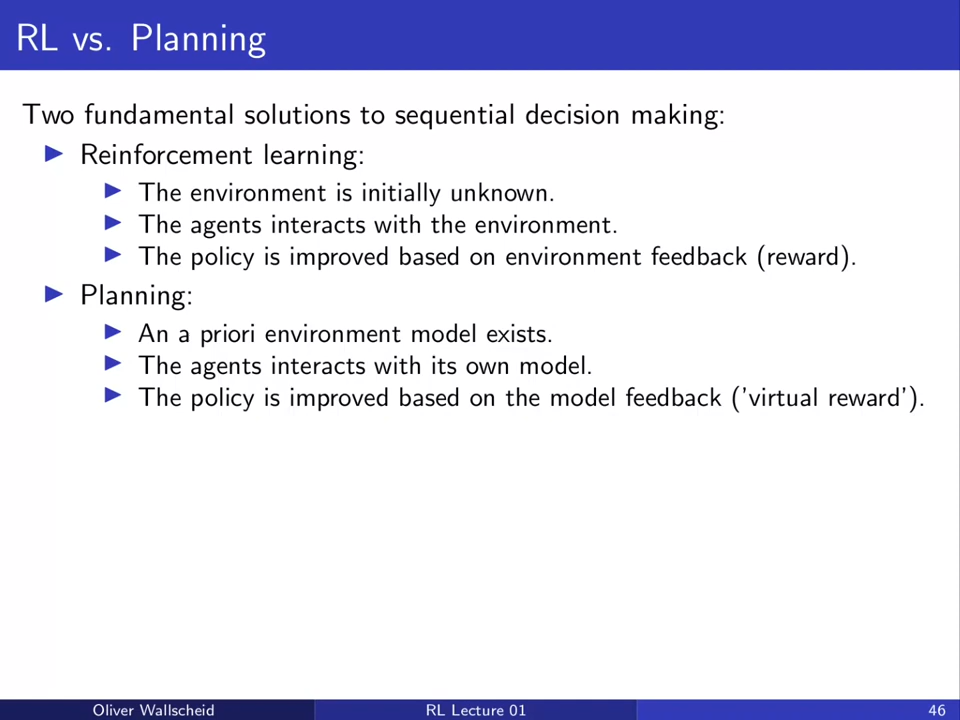 RL vs. Planning
Two fundamental solutions to sequential decision making:
Reinforcement learning:
The environment is initially unknown.
The agents interacts with the environment.
The policy is improved based on environment feedback (reward).
Planning:
An a priori environment model exists.
The agents interacts with its own model.
The policy is improved based on the model feedback ('virtual reward').
Oliver Wallscheid
RL Lecture 01
46